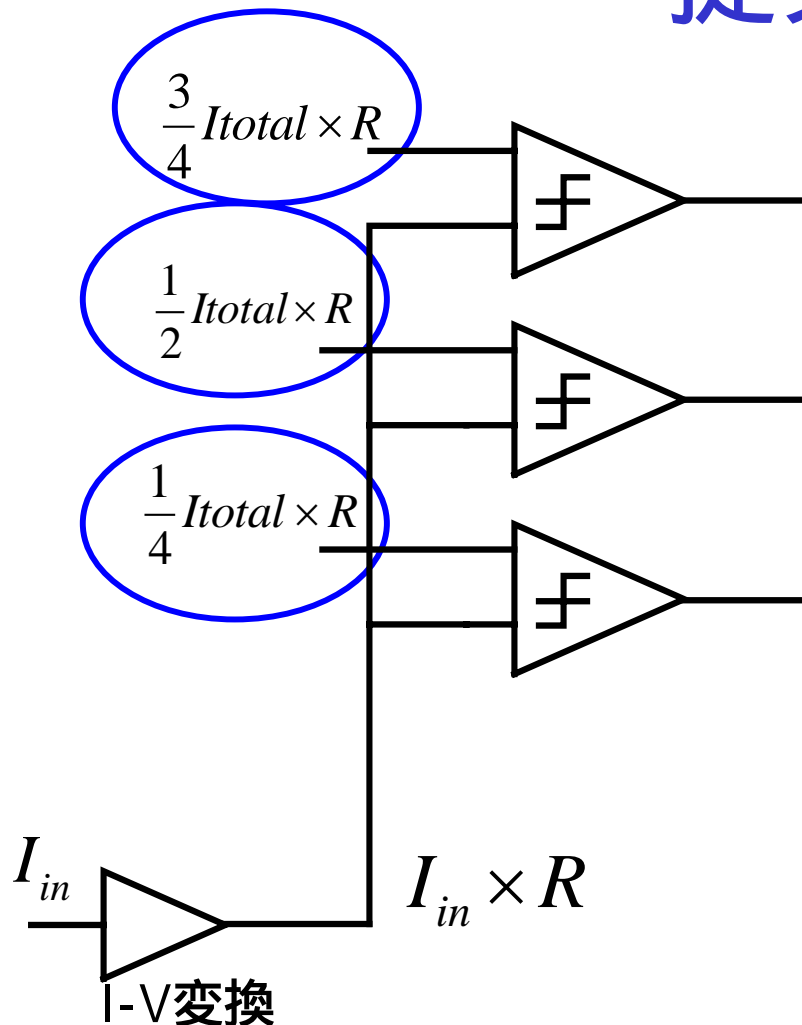 3/4 Itotal × R
1/2 Itotal × R
1/4 Itotal × R
I_in
I_in × R
I-V変換